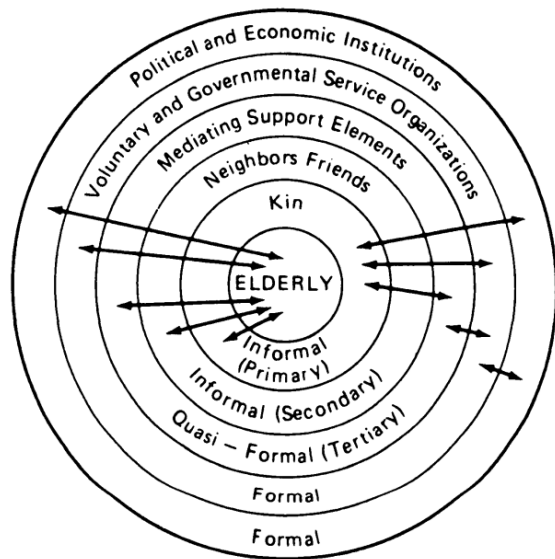 Political and Economic Institutions
Voluntary and Governmental Service Organizations
Mediating Support Elements
Neighbors Friends
Kin
ELDERLY
Informal
(Primary)
Informal (Secondary)
Quasi – Formal (Tertiary)
Formal
Formal